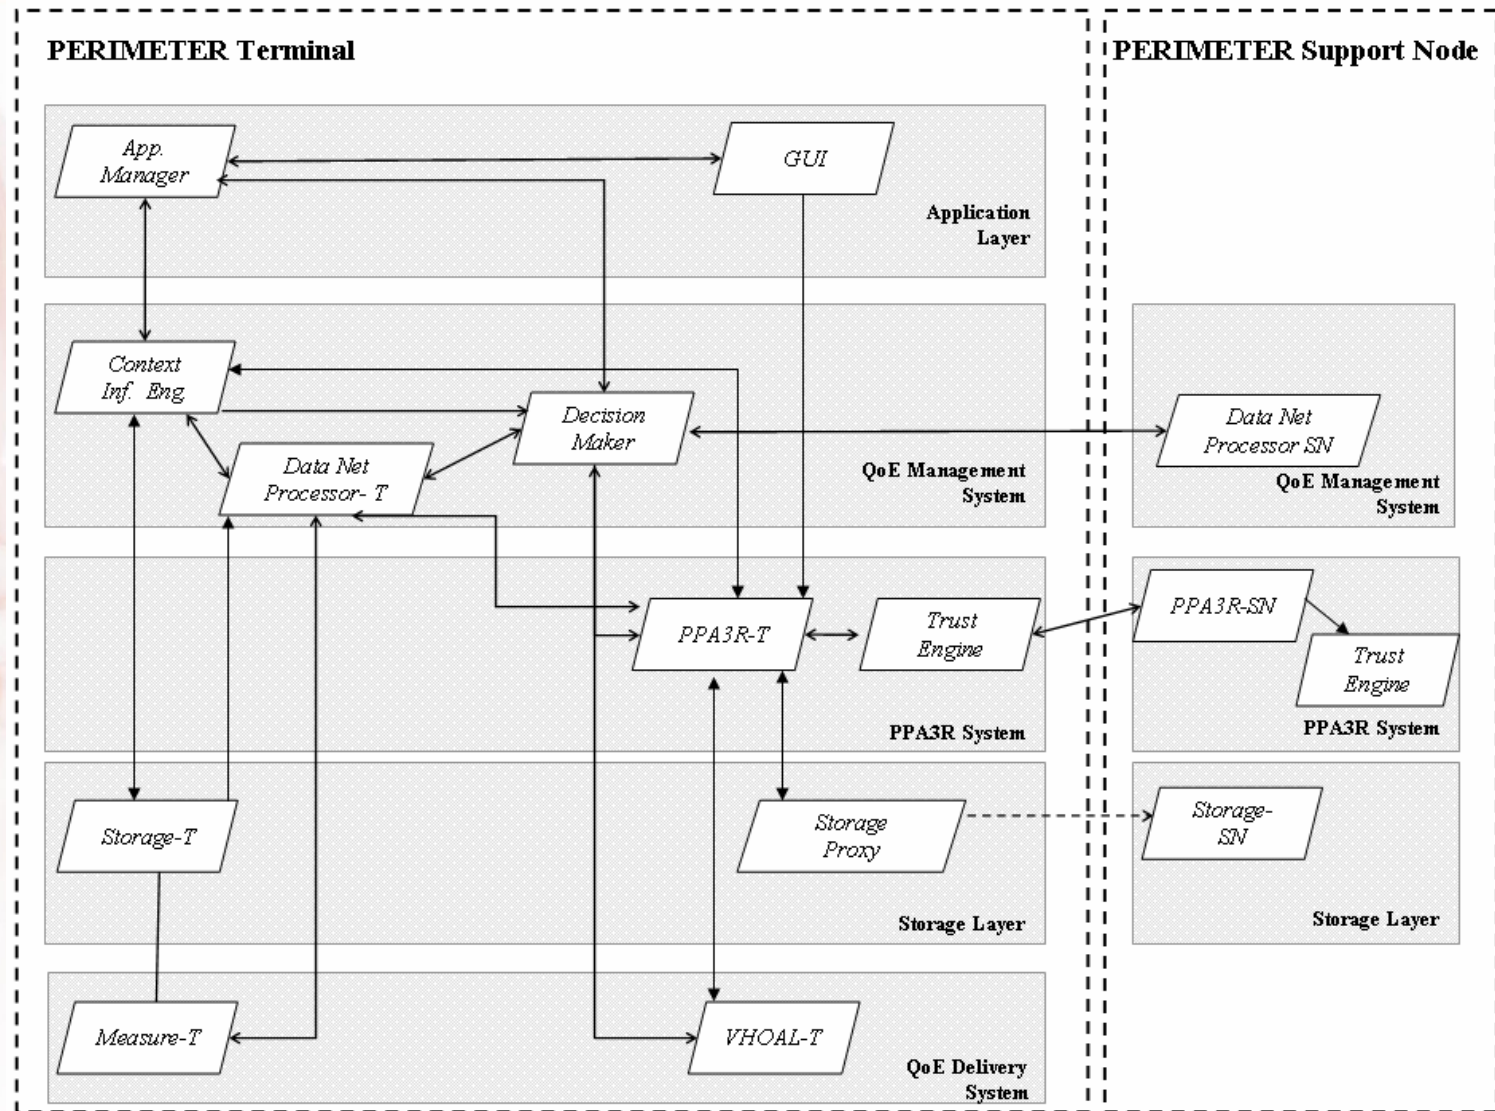 PERIMETER Terminal
PERIMETER Support Node
App.
Manager
GUI
Application
Layer
Context
Inf. Eng.
Decision
Maker
Data Net
Processor- T
QoE Management
System
Data Net
Processor SN
QoE Management
System
PPA3R-T
Trust
Engine
PPA3R System
PPA3R-SN
Trust
Engine
PPA3R System
Storage-T
Storage
Proxy
Storage Layer
Storage-
SN
Storage Layer
Measure-T
VHOAL-T
QoE Delivery
System